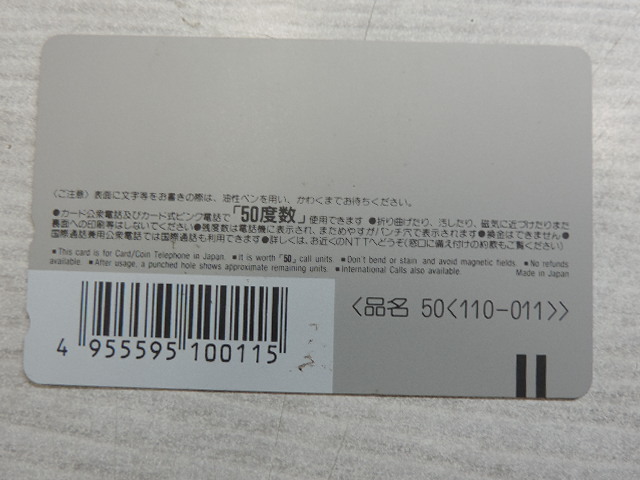 〈ご注意〉表面に文字等をお書きの際は、油性ペンを用い、かわくまでお待ちください。
●カード公衆電話及びカード式ピンク電話で「50度数」使用できます ●折り曲げたり、汚したり、磁気に近づけたりまた
裏面への印刷等はしないでください●残度数は電話機に表示され、まためやすがパンチ穴で表示されます●換金はできません●
国際通話兼用公衆電話では国際通話も利用できます●詳しくは、お近くのNTTへどうぞ(窓口に備え付けの約款もご覧ください)
■This card is for Card/Coin Telephone in Japan. ■It is worth「50」call units ■Don't bend or stain and avoid magnetic fields. ■No refunds
available. ■After usage, a punched hole shows approximate remaining units. ■International Calls also available. Made in Japan
〈品名 50〈110-011〉〉
4 955595 100115